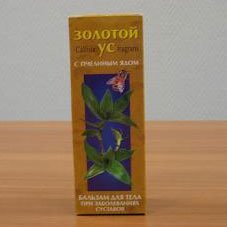 ЗОЛОТОЙ
УС
С ПЧЕЛИНЫМ ЯДОМ
БАЛЬЗАМ ДЛЯ ТЕЛА
ПРИ ЗАБОЛЕВАНИЯХ
СУСТАВОВ